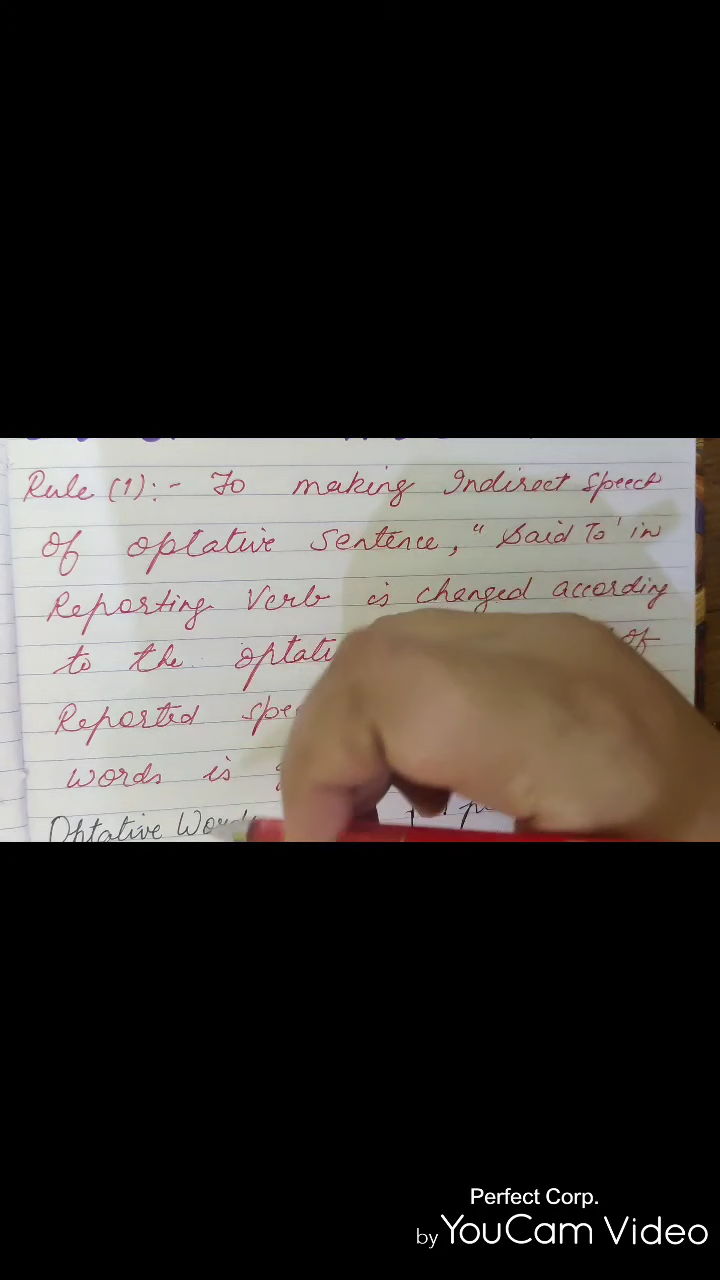 Rule (1):- To making Indirect Speech
of optative Sentence, "Said To' in
Reporting Verb is changed according
to the optati of
Reported spe
words is
Optative Word
Perfect Corp.
by YouCam Video